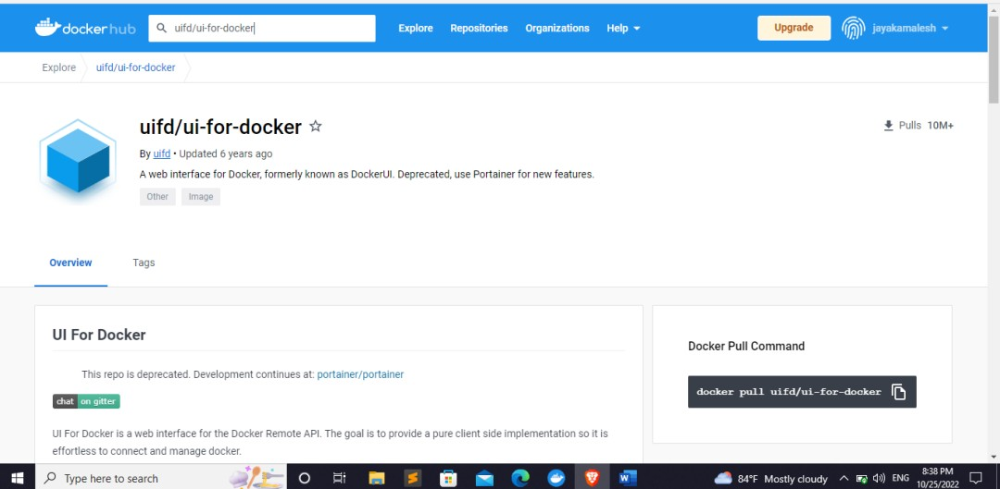 dockerhub
uifd/ui-for-docker
Explore Repositories Organizations Help
Upgrade
jayakamalesh
Explore uifd/ui-for-docker
uifd/ui-for-docker
Pulls 10M+
By uifd • Updated 6 years ago
A web interface for Docker, formerly known as DockerUI. Deprecated, use Portainer for new features.
Other Image
Overview Tags
UI For Docker
This repo is deprecated. Development continues at: portainer/portainer
chat on gitter
UI For Docker is a web interface for the Docker Remote API. The goal is to provide a pure client side implementation so it is
effortless to connect and manage docker.
Docker Pull Command
docker pull uifd/ui-for-docker
Type here to search
84°F Mostly cloudy
ENG
8:38 PM
10/25/2022